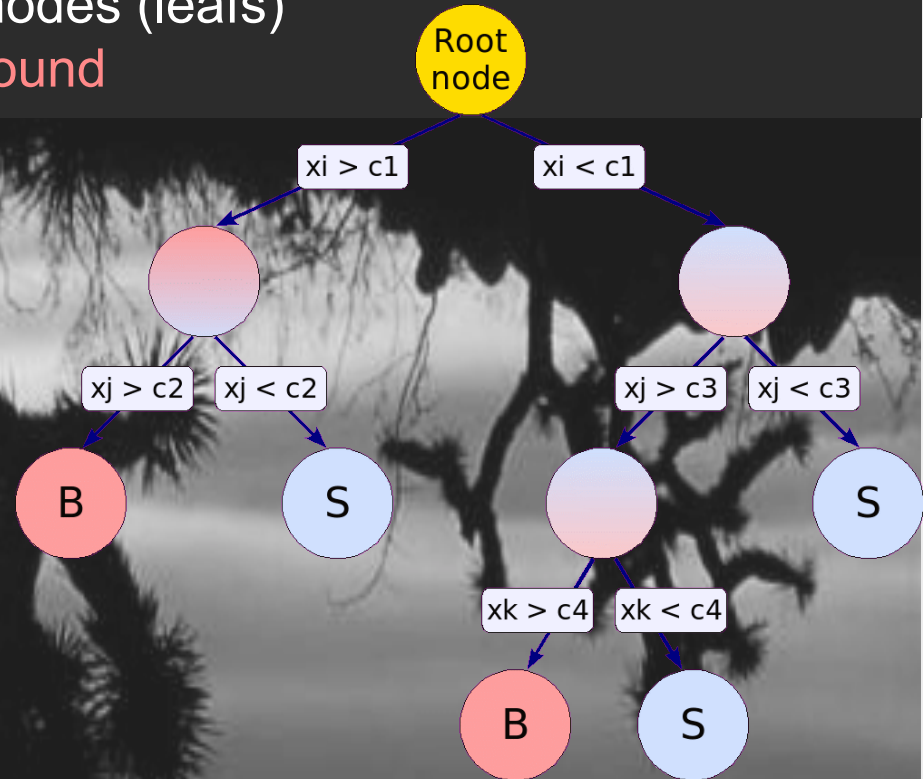 nodes (leafs)
ound
Root
node
xi > c1
xi < c1
xj > c2
xj < c2
xj > c3
xj < c3
B
S
S
xk > c4
xk < c4
B
S